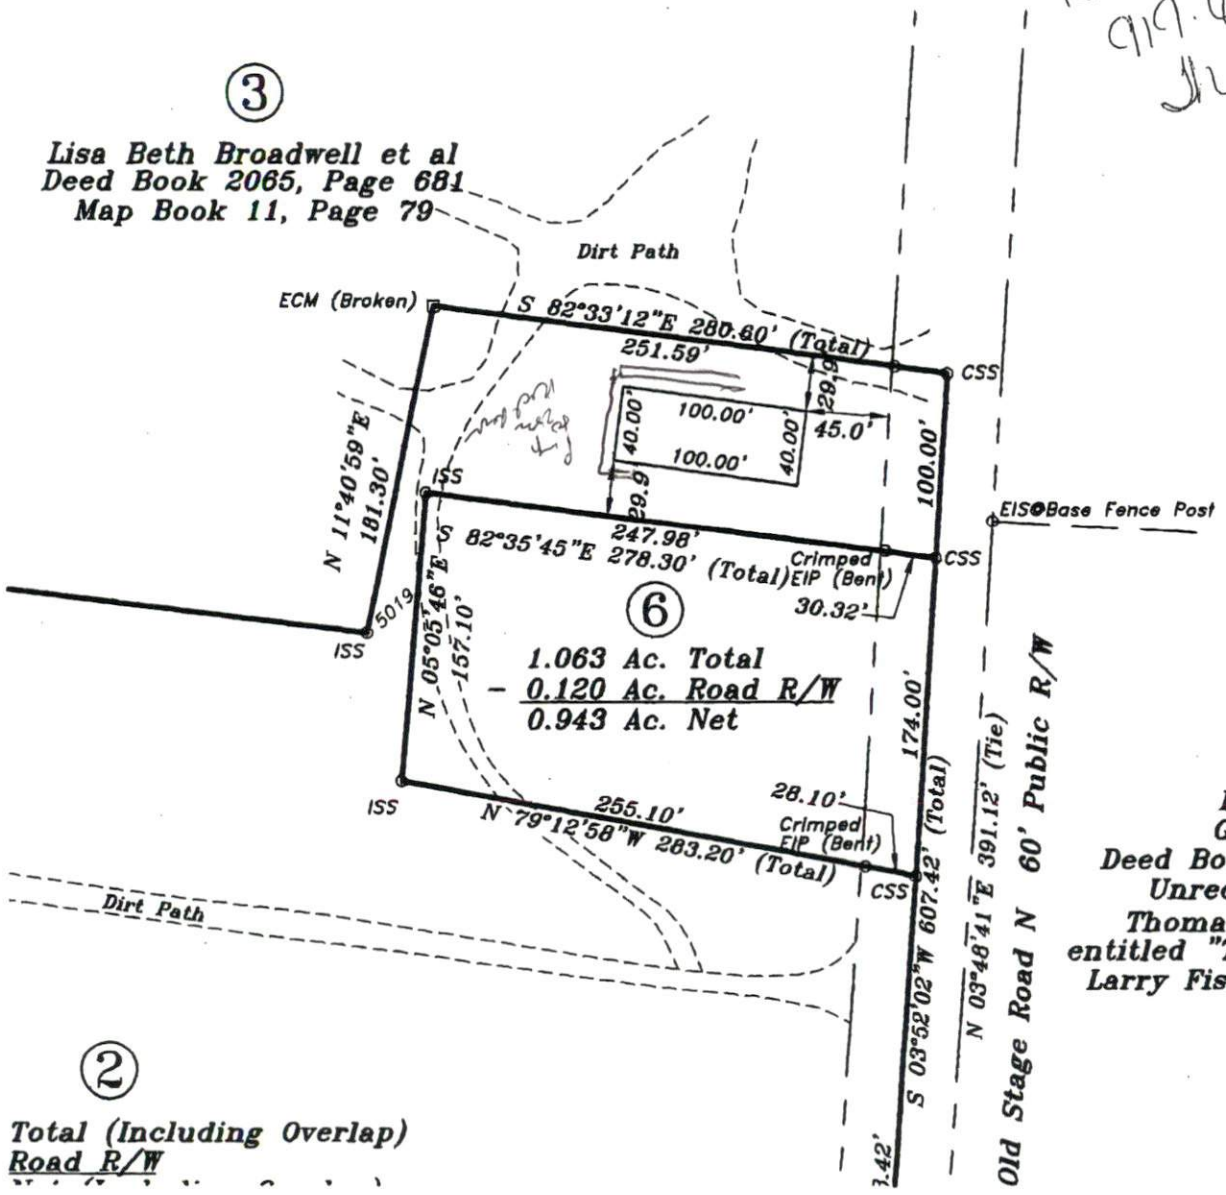 919.
③
Lisa Beth Broadwell et al
Deed Book 2065, Page 681
Map Book 11, Page 79
Dirt Path
ECM (Broken)
S 82°33'12"E 280.60' (Total)
251.59'
CSS
29.9'
100.00'
45.0'
40.00'
40.00'
100.00'
100.00'
N 11°40'59"E
181.30'
ISS
29.9'
EIS@Base Fence Post
247.98'
S 82°35'45"E 278.30' (Total)
Crimped
EIP (Bent)
CSS
30.32'
5019
ISS
N 05°05'46"E
157.10'
⑥
1.063 Ac. Total
- 0.120 Ac. Road R/W
0.943 Ac. Net
174.00'
ISS
255.10'
N 79°12'58"W 283.20' (Total)
28.10'
Crimped
EIP (Bent)
CSS
S 03°52'02"W 607.42' (Total)
N 03°48'41"E 391.12' (Tie)
Old Stage Road N 60' Public R/W
Dirt Path
Deed Bo
Unrec
Thoma
entitled "
Larry Fis
②
Total (Including Overlap)
Road R/W
.42'